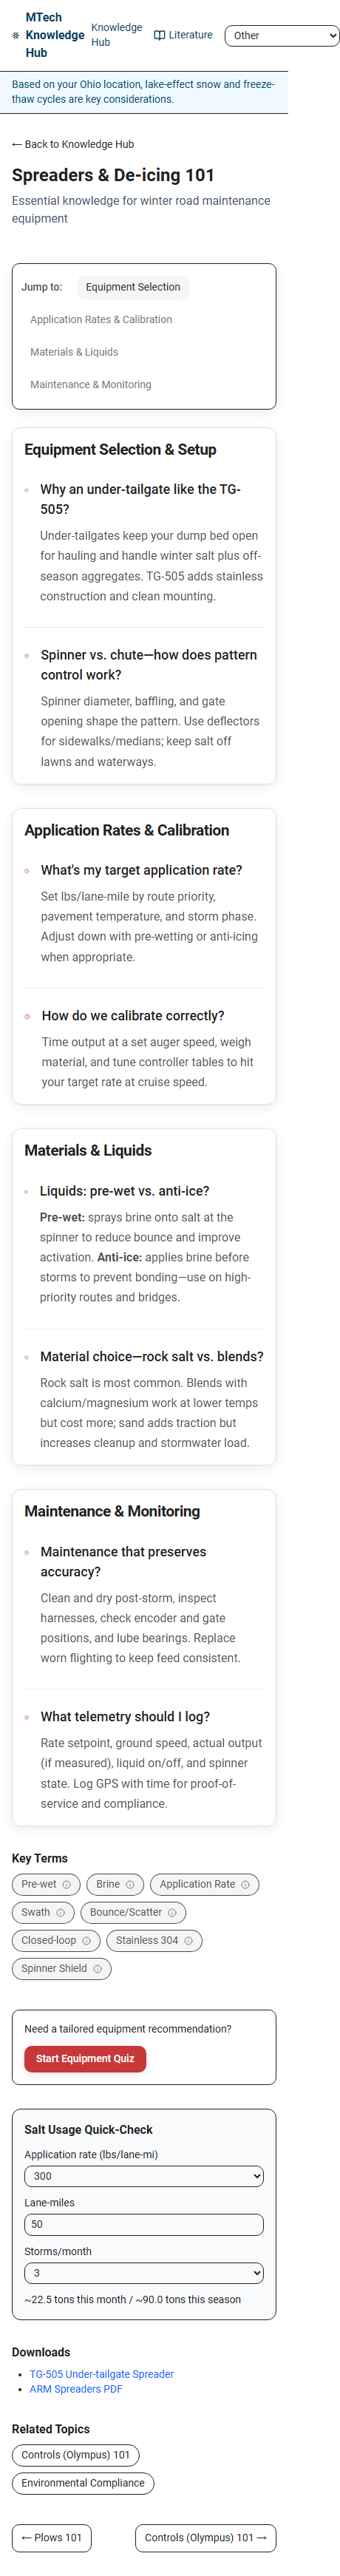 MTech
Knowledge
Hub
Knowledge
Hub
Literature
Other
Based on your Ohio location, lake-effect snow and freeze-
thaw cycles are key considerations.
← Back to Knowledge Hub
Spreaders & De-icing 101
Essential knowledge for winter road maintenance
equipment
Jump to:
Equipment Selection
Application Rates & Calibration
Materials & Liquids
Maintenance & Monitoring
Equipment Selection & Setup
Why an under-tailgate like the TG-
505?
Under-tailgates keep your dump bed open
for hauling and handle winter salt plus off-
season aggregates. TG-505 adds stainless
construction and clean mounting.
Spinner vs. chute—how does pattern
control work?
Spinner diameter, baffling, and gate
opening shape the pattern. Use deflectors
for sidewalks/medians; keep salt off
lawns and waterways.
Application Rates & Calibration
What's my target application rate?
Set lbs/lane-mile by route priority,
pavement temperature, and storm phase.
Adjust down with pre-wetting or anti-icing
when appropriate.
How do we calibrate correctly?
Time output at a set auger speed, weigh
material, and tune controller tables to hit
your target rate at cruise speed.
Materials & Liquids
Liquids: pre-wet vs. anti-ice?
Pre-wet: sprays brine onto salt at the
spinner to reduce bounce and improve
activation. Anti-ice: applies brine before
storms to prevent bonding—use on high-
priority routes and bridges.
Material choice—rock salt vs. blends?
Rock salt is most common. Blends with
calcium/magnesium work at lower temps
but cost more; sand adds traction but
increases cleanup and stormwater load.
Maintenance & Monitoring
Maintenance that preserves
accuracy?
Clean and dry post-storm, inspect
harnesses, check encoder and gate
positions, and lube bearings. Replace
worn flighting to keep feed consistent.
What telemetry should I log?
Rate setpoint, ground speed, actual output
(if measured), liquid on/off, and spinner
state. Log GPS with time for proof-of-
service and compliance.
Key Terms
Pre-wet
Brine
Application Rate
Swath
Bounce/Scatter
Closed-loop
Stainless 304
Spinner Shield
Need a tailored equipment recommendation?
Start Equipment Quiz
Salt Usage Quick-Check
Application rate (lbs/lane-mi)
300
Lane-miles
50
Storms/month
3
~22.5 tons this month / ~90.0 tons this season
Downloads
• TG-505 Under-tailgate Spreader
• ARM Spreaders PDF
Related Topics
Controls (Olympus) 101
Environmental Compliance
← Plows 101
Controls (Olympus) 101 →